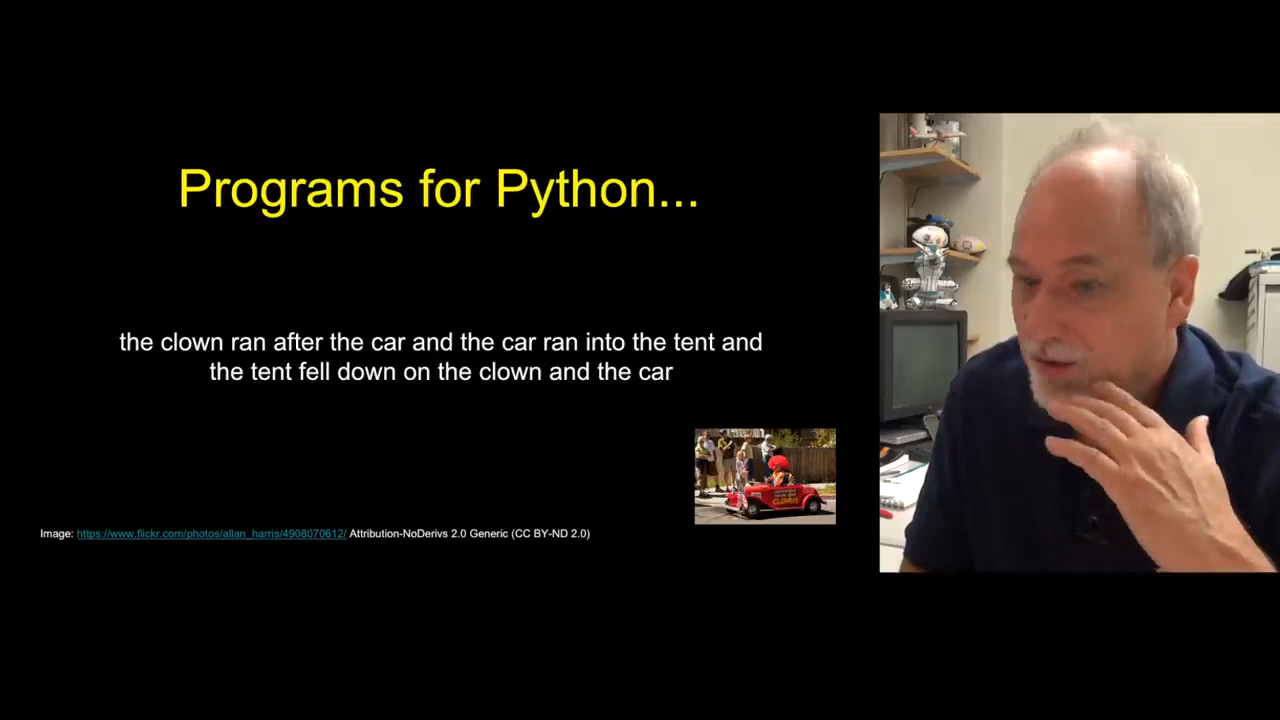 Programs for Python...
the clown ran after the car and the car ran into the tent and
the tent fell down on the clown and the car
Image: https://www.flickr.com/photos/allan_harris/4908070612/ Attribution-NoDerivs 2.0 Generic (CC BY-ND 2.0)